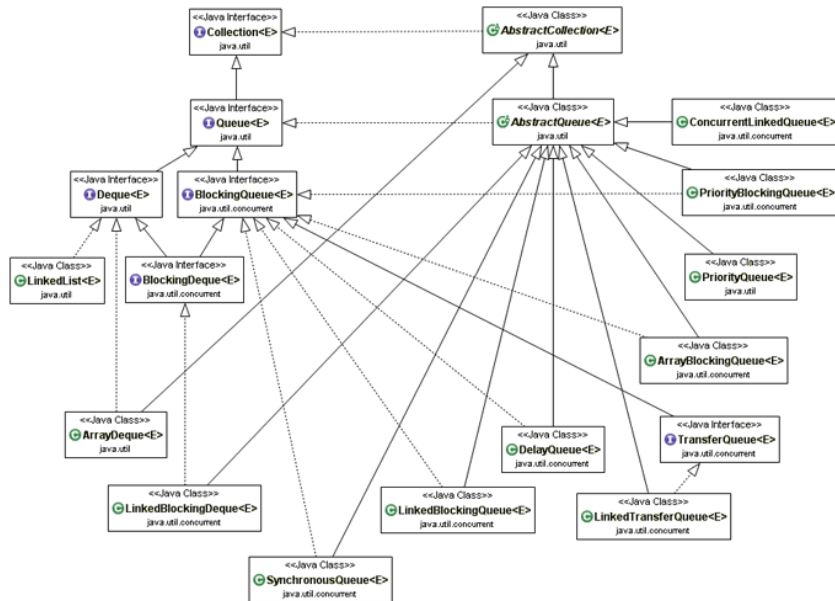 <<Java Interface>>
Collection<E>
java.util
<<Java Class>>
AbstractCollection<E>
java.util
<<Java Interface>>
Queue<E>
java.util
<<Java Class>>
AbstractQueue<E>
java.util
<<Java Class>>
ConcurrentLinkedQueue<E>
java.util.concurrent
<<Java Interface>>
Deque<E>
java.util
<<Java Interface>>
BlockingQueue<E>
java.util.concurrent
<<Java Class>>
PriorityBlockingQueue<E>
java.util.concurrent
<<Java Class>>
LinkedList<E>
java.util
<<Java Interface>>
BlockingDeque<E>
java.util.concurrent
<<Java Class>>
PriorityQueue<E>
java.util
<<Java Class>>
ArrayBlockingQueue<E>
java.util.concurrent
<<Java Class>>
ArrayDeque<E>
java.util
<<Java Class>>
DelayQueue<E>
java.util.concurrent
<<Java Interface>>
TransferQueue<E>
java.util.concurrent
<<Java Class>>
LinkedBlockingDeque<E>
java.util.concurrent
<<Java Class>>
LinkedBlockingQueue<E>
java.util.concurrent
<<Java Class>>
LinkedTransferQueue<E>
java.util.concurrent
<<Java Class>>
SynchronousQueue<E>
java.util.concurrent